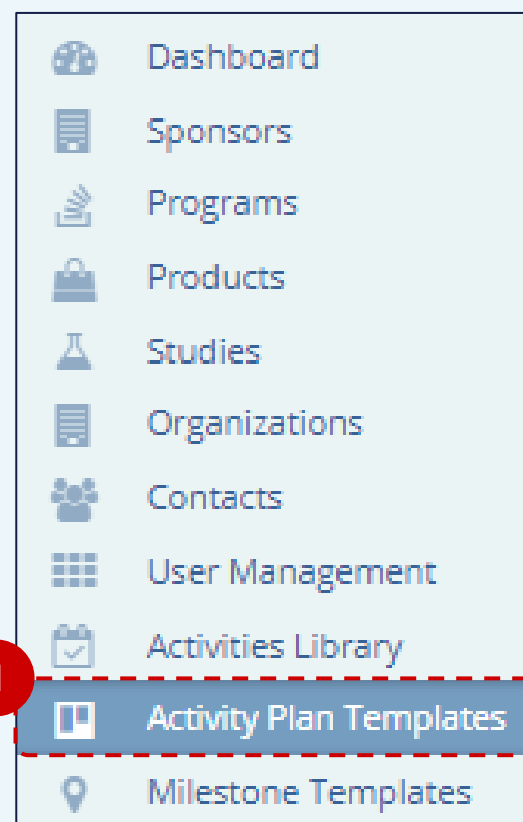 Dashboard
Sponsors
Programs
Products
Studies
Organizations
Contacts
User Management
Activities Library
Activity Plan Templates
Milestone Templates